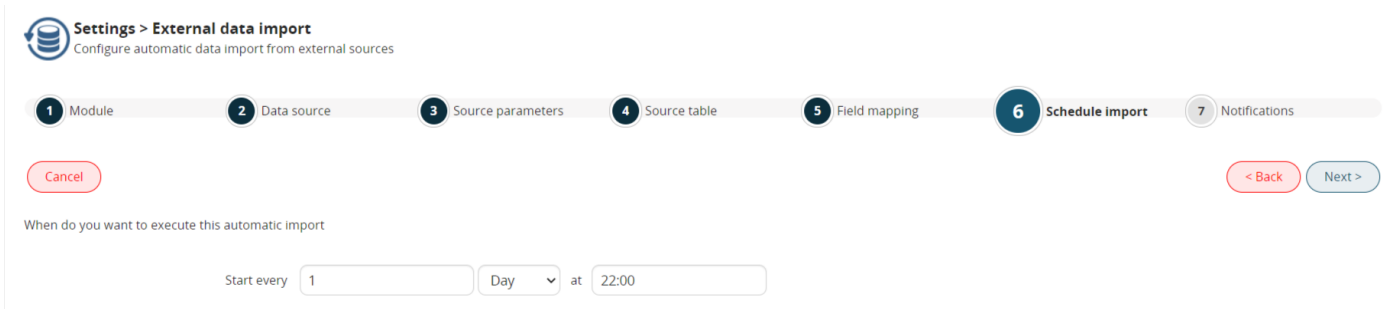 Settings > External data import
Configure automatic data import from external sources
1 Module 2 Data source 3 Source parameters 4 Source table 5 Field mapping 6 Schedule import 7 Notifications
Cancel < Back Next >
When do you want to execute this automatic import
Start every 1 Day at 22:00